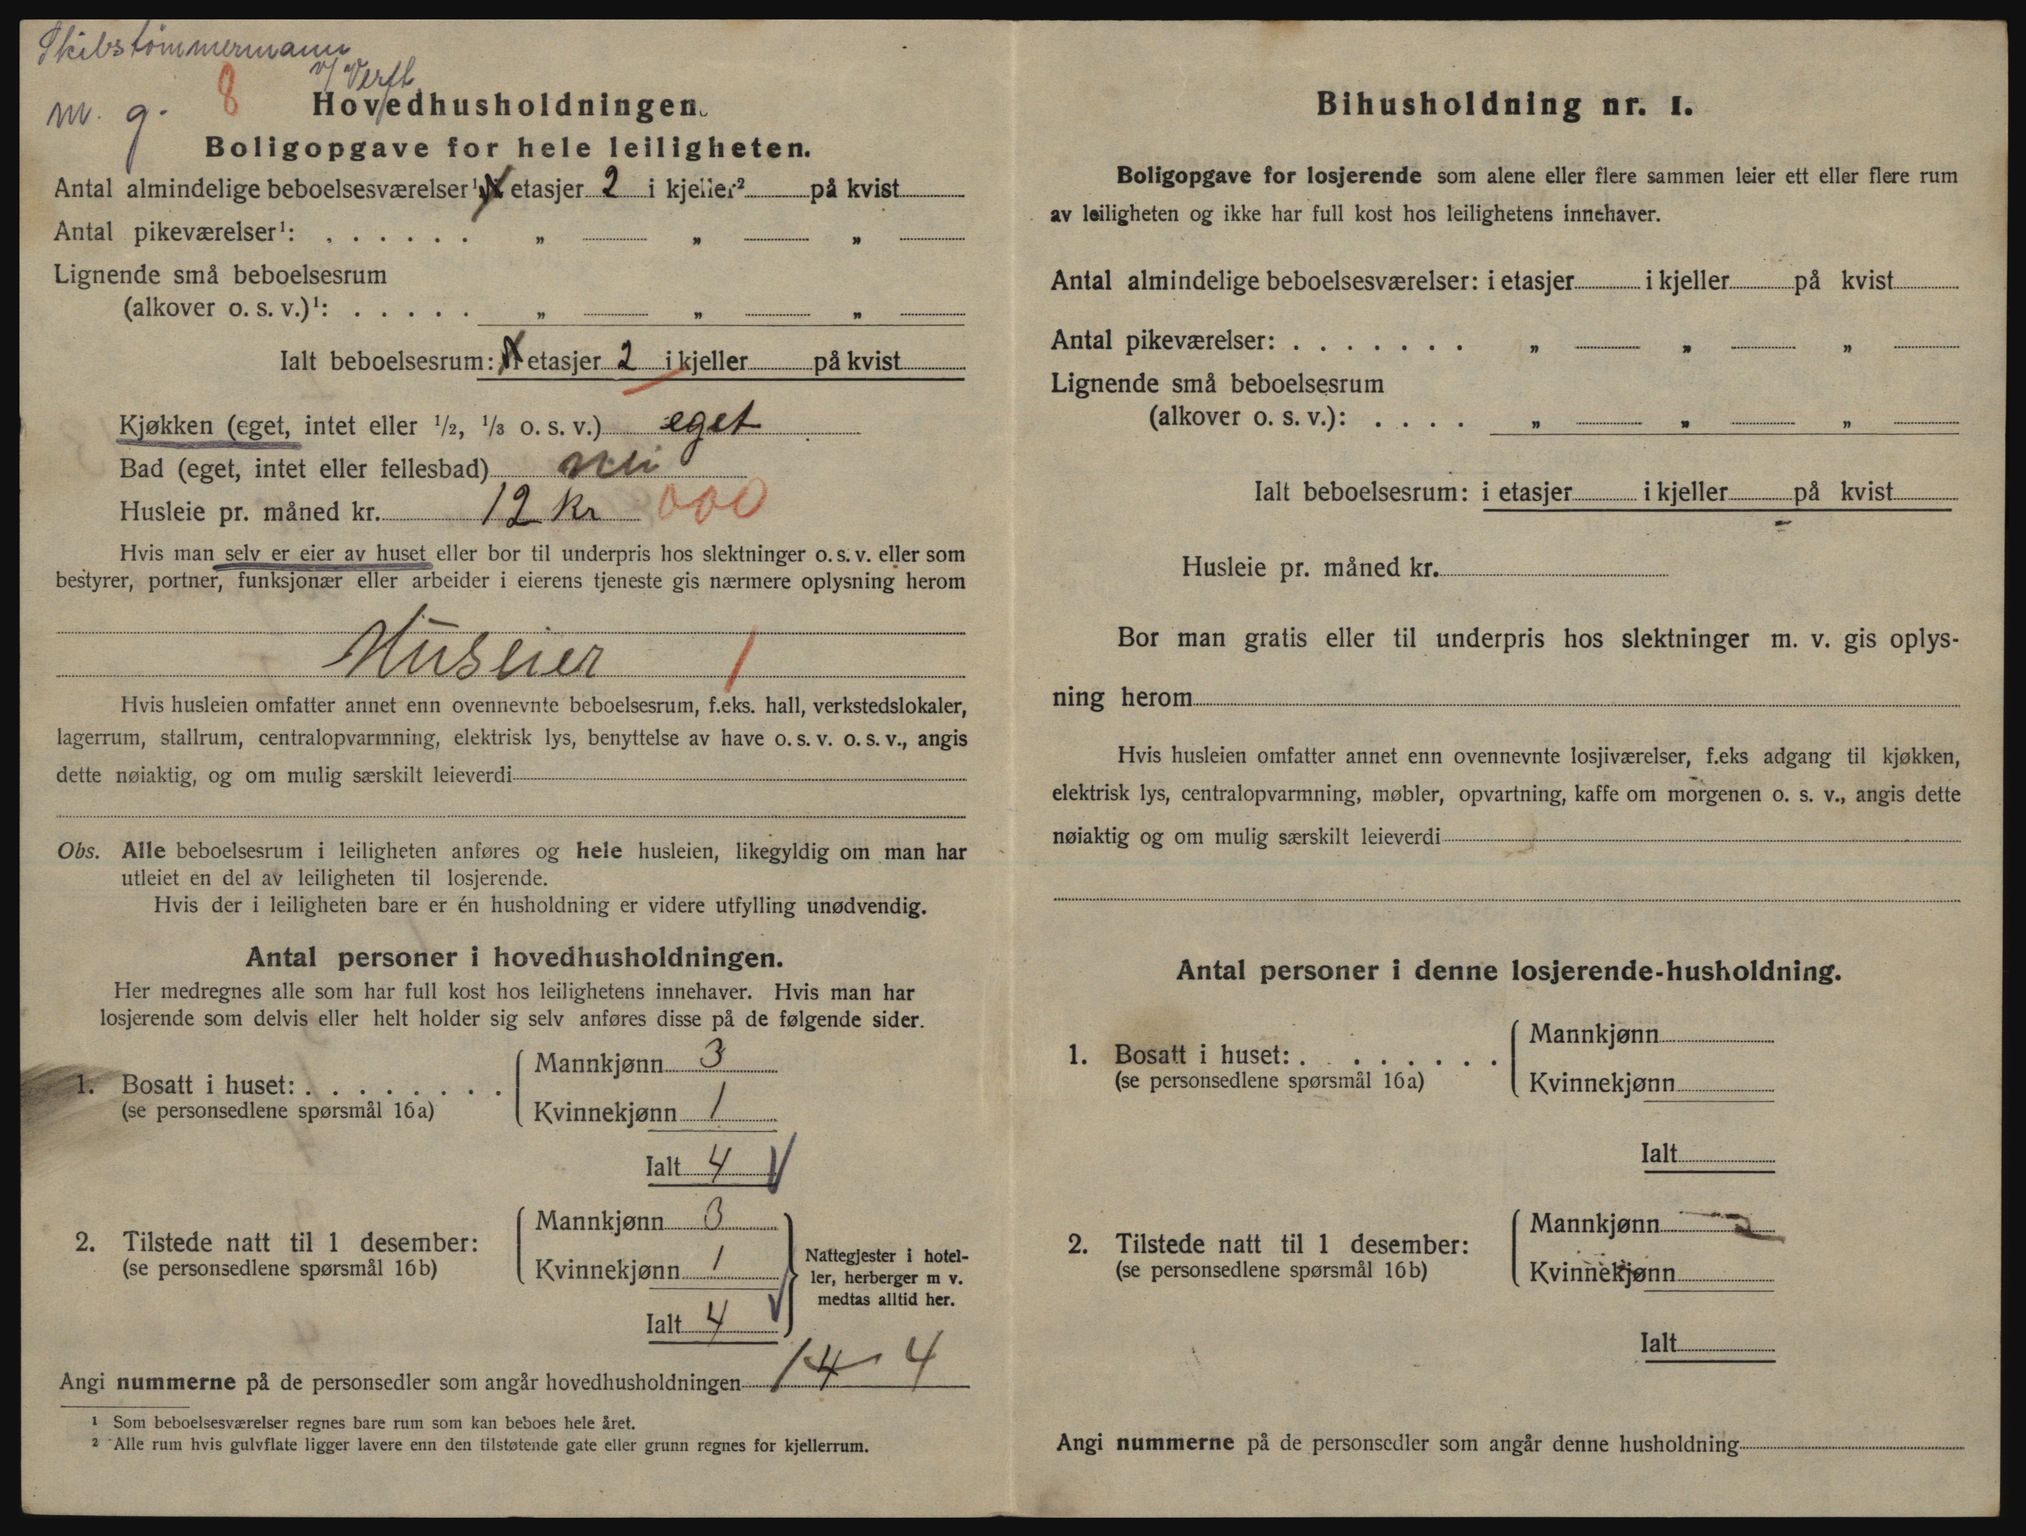 Skibstømmermann
v/ Verft
m. g. 8
Hovedhusholdningen.
Boligopgave for hele leiligheten.
Antal almindelige beboelsesværelser¹ i etasjer 2 i kjeller² på kvist
Antal pikeværelser¹: . . . . . . „ „ „
Lignende små beboelsesrum
(alkover o. s. v.)¹: . . . . . „ „ „
Ialt beboelsesrum: i etasjer 2 i kjeller på kvist
Kjøkken (eget, intet eller ½, ⅓ o. s. v.) eget
Bad (eget, intet eller fellesbad) nei
Husleie pr. måned kr. 12 kr 000
Hvis man selv er eier av huset eller bor til underpris hos slektninger o. s. v. eller som
bestyrer, portner, funksjonær eller arbeider i eierens tjeneste gis nærmere oplysning herom
Huseier 1
Hvis husleien omfatter annet enn ovennevnte beboelsesrum, f.eks. hall, verkstedslokaler,
lagerrum, stallrum, centralopvarmning, elektrisk lys, benyttelse av have o. s. v. o. s. v., angis
dette nøiaktig, og om mulig særskilt leieverdi
Obs. Alle beboelsesrum i leiligheten anføres og hele husleien, likegyldig om man har
utleiet en del av leiligheten til losjerende.
Hvis der i leiligheten bare er én husholdning er videre utfylling unødvendig.
Antal personer i hovedhusholdningen.
Her medregnes alle som har full kost hos leilighetens innehaver. Hvis man har
losjerende som delvis eller helt holder sig selv anføres disse på de følgende sider.
Mannkjønn 3
1. Bosatt i huset: . . . . . . . .
(se personsedlene spørsmål 16a)
Kvinnekjønn 1
Ialt 4
Mannkjønn 3
2. Tilstede natt til 1 desember:
(se personsedlene spørsmål 16b)
Kvinnekjønn 1
Ialt 4
Nattegjester i hotel-
ler, herberger m v.
medtas alltid her.
Angi nummerne på de personsedler som angår hovedhusholdningen 14 4
¹ Som beboelsesværelser regnes bare rum som kan beboes hele året.
² Alle rum hvis gulvflate ligger lavere enn den tilstøtende gate eller grunn regnes for kjellerrum.
Bihusholdning nr. 1.
Boligopgave for losjerende som alene eller flere sammen leier ett eller flere rum
av leiligheten og ikke har full kost hos leilighetens innehaver.
Antal almindelige beboelsesværelser: i etasjer i kjeller på kvist
Antal pikeværelser: . . . . . . . „ „ „
Lignende små beboelsesrum
(alkover o. s. v.): . . . . „ „ „
Ialt beboelsesrum: i etasjer i kjeller på kvist
Husleie pr. måned kr.
Bor man gratis eller til underpris hos slektninger m. v. gis oplys-
ning herom
Hvis husleien omfatter annet enn ovennevnte losjiværelser, f.eks adgang til kjøkken,
elektrisk lys, centralopvarmning, møbler, opvartning, kaffe om morgenen o. s. v., angis dette
nøiaktig og om mulig særskilt leieverdi
Antal personer i denne losjerende-husholdning.
Mannkjønn
1. Bosatt i huset: . . . . . . .
(se personsedlene spørsmål 16a)
Kvinnekjønn
Ialt
Mannkjønn
2. Tilstede natt til 1 desember:
(se personsedlene spørsmål 16b)
Kvinnekjønn
Ialt
Angi nummerne på de personsedler som angår denne husholdning